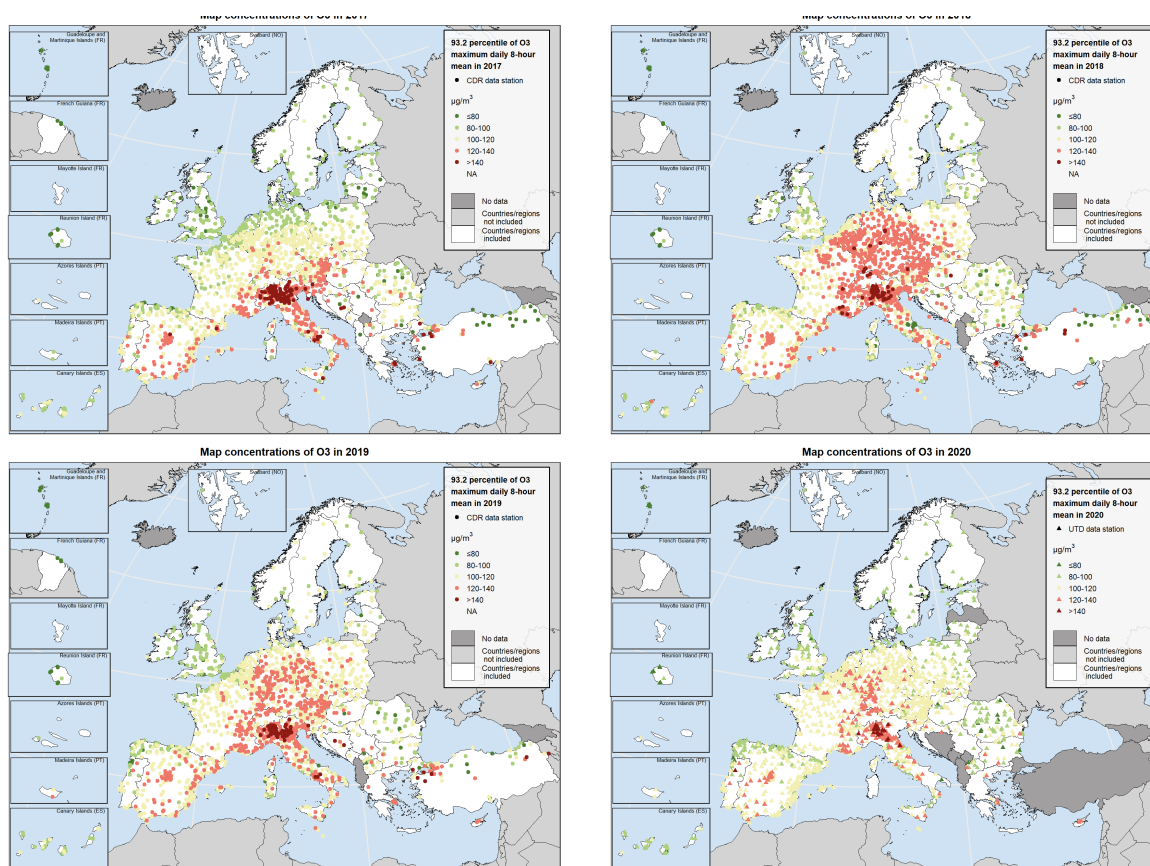 Map concentrations of O3 in 2017
Guadeloupe and
Martinique Islands (FR)
Svalbard (NO)
French Guiana (FR)
Mayotte Island (FR)
Reunion Island (FR)
Azores Islands (PT)
Madeira Islands (PT)
Canary Islands (ES)
93.2 percentile of O3
maximum daily 8-hour
mean in 2017
CDR data station
µg/m3
≤80
80-100
100-120
120-140
>140
NA
No data
Countries/regions
not included
Countries/regions
included
Map concentrations of O3 in 2018
Guadeloupe and
Martinique Islands (FR)
Svalbard (NO)
French Guiana (FR)
Mayotte Island (FR)
Reunion Island (FR)
Azores Islands (PT)
Madeira Islands (PT)
Canary Islands (ES)
93.2 percentile of O3
maximum daily 8-hour
mean in 2018
CDR data station
µg/m3
≤80
80-100
100-120
120-140
>140
NA
No data
Countries/regions
not included
Countries/regions
included
Map concentrations of O3 in 2019
Guadeloupe and
Martinique Islands (FR)
Svalbard (NO)
French Guiana (FR)
Mayotte Island (FR)
Reunion Island (FR)
Azores Islands (PT)
Madeira Islands (PT)
Canary Islands (ES)
93.2 percentile of O3
maximum daily 8-hour
mean in 2019
CDR data station
µg/m3
≤80
80-100
100-120
120-140
>140
NA
No data
Countries/regions
not included
Countries/regions
included
Map concentrations of O3 in 2020
Guadeloupe and
Martinique Islands (FR)
Svalbard (NO)
French Guiana (FR)
Mayotte Island (FR)
Reunion Island (FR)
Azores Islands (PT)
Madeira Islands (PT)
Canary Islands (ES)
93.2 percentile of O3
maximum daily 8-hour
mean in 2020
UTD data station
µg/m3
≤80
80-100
100-120
120-140
>140
No data
Countries/regions
not included
Countries/regions
included